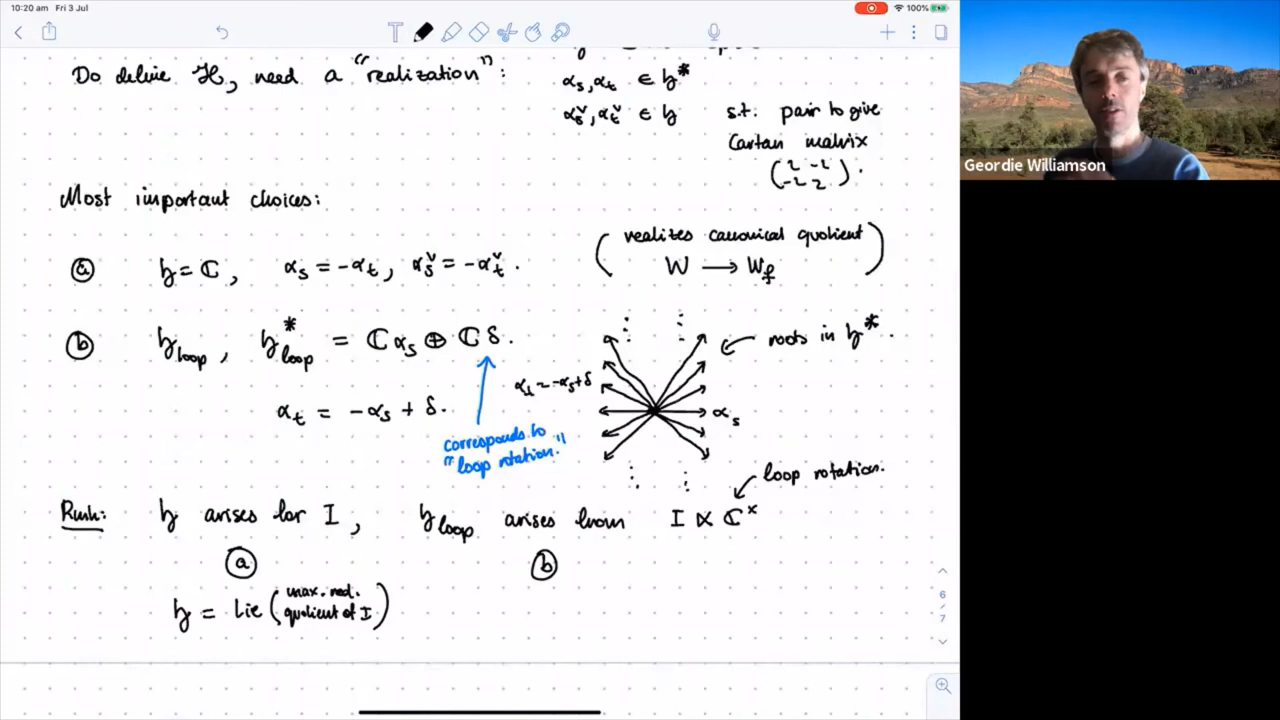 10:20 am Fri 3 Jul
100%
Do define ℋ, need a "realization" :
αs, αt ∈ 𝔥*
αs^∨, αt^∨ ∈ 𝔥 s.t. pair to give
Cartan matrix
(2 -2
-2 2).
Geordie Williamson
Most important choices:
(realizes canonical quotient
W → Wf)
ⓐ 𝔥 = ℂ, αs = -αt, αs^∨ = -αt^∨.
ⓑ 𝔥loop, 𝔥*loop = ℂαs ⊕ ℂδ.
roots in 𝔥*.
αt = -αs + δ
αs
αt = -αs + δ.
corresponds to
"loop rotation."
loop rotation.
Rmk: 𝔥 arises for I, 𝔥loop arises from I ⋉ ℂ×
ⓐ ⓑ
𝔥 = Lie (max. red.
quotient of I)
6
/
7